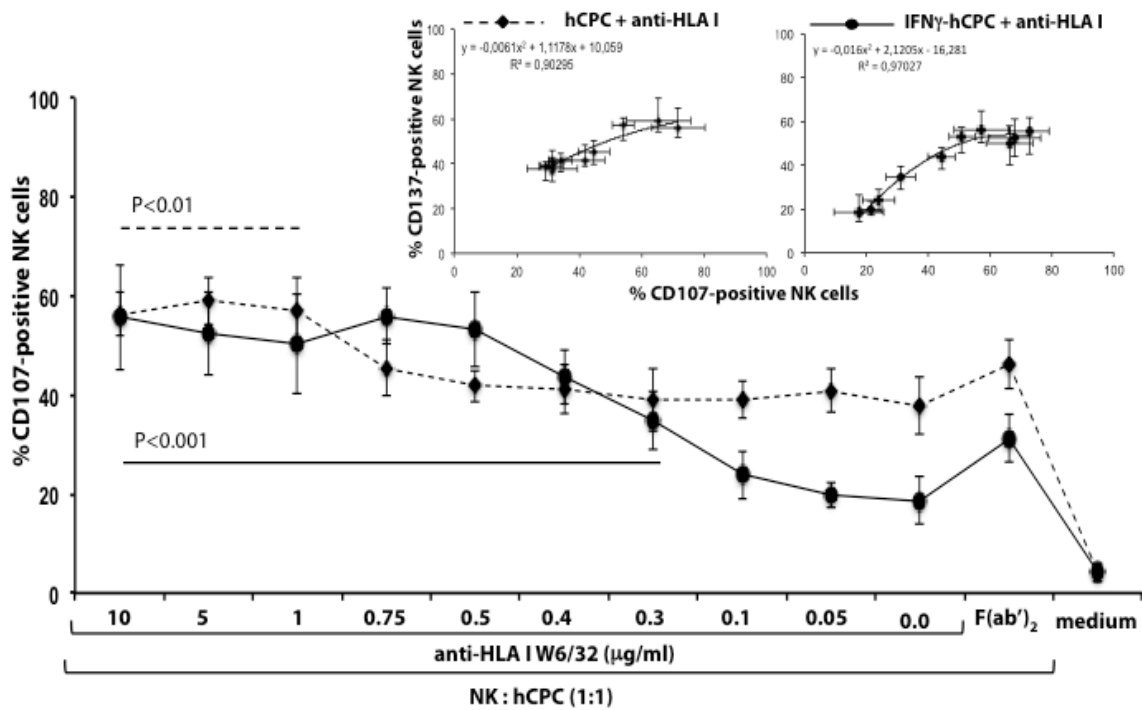 hCPC + anti-HLA I
y = -0,0061x² + 1,1178x + 10,059
R² = 0,90295
100
80
60
40
20
0
0 20 40 60 80 100
% CD137-positive NK cells
IFNγ-hCPC + anti-HLA I
y = -0,016x² + 2,1205x - 16,281
R² = 0,97027
100
80
60
40
20
0
0 20 40 60 80 100
% CD107-positive NK cells
% CD107-positive NK cells
100
80
60
40
20
0
P<0.01
P<0.001
10 5 1 0.75 0.5 0.4 0.3 0.1 0.05 0.0 F(ab')₂ medium
anti-HLA I W6/32 (μg/ml)
NK : hCPC (1:1)